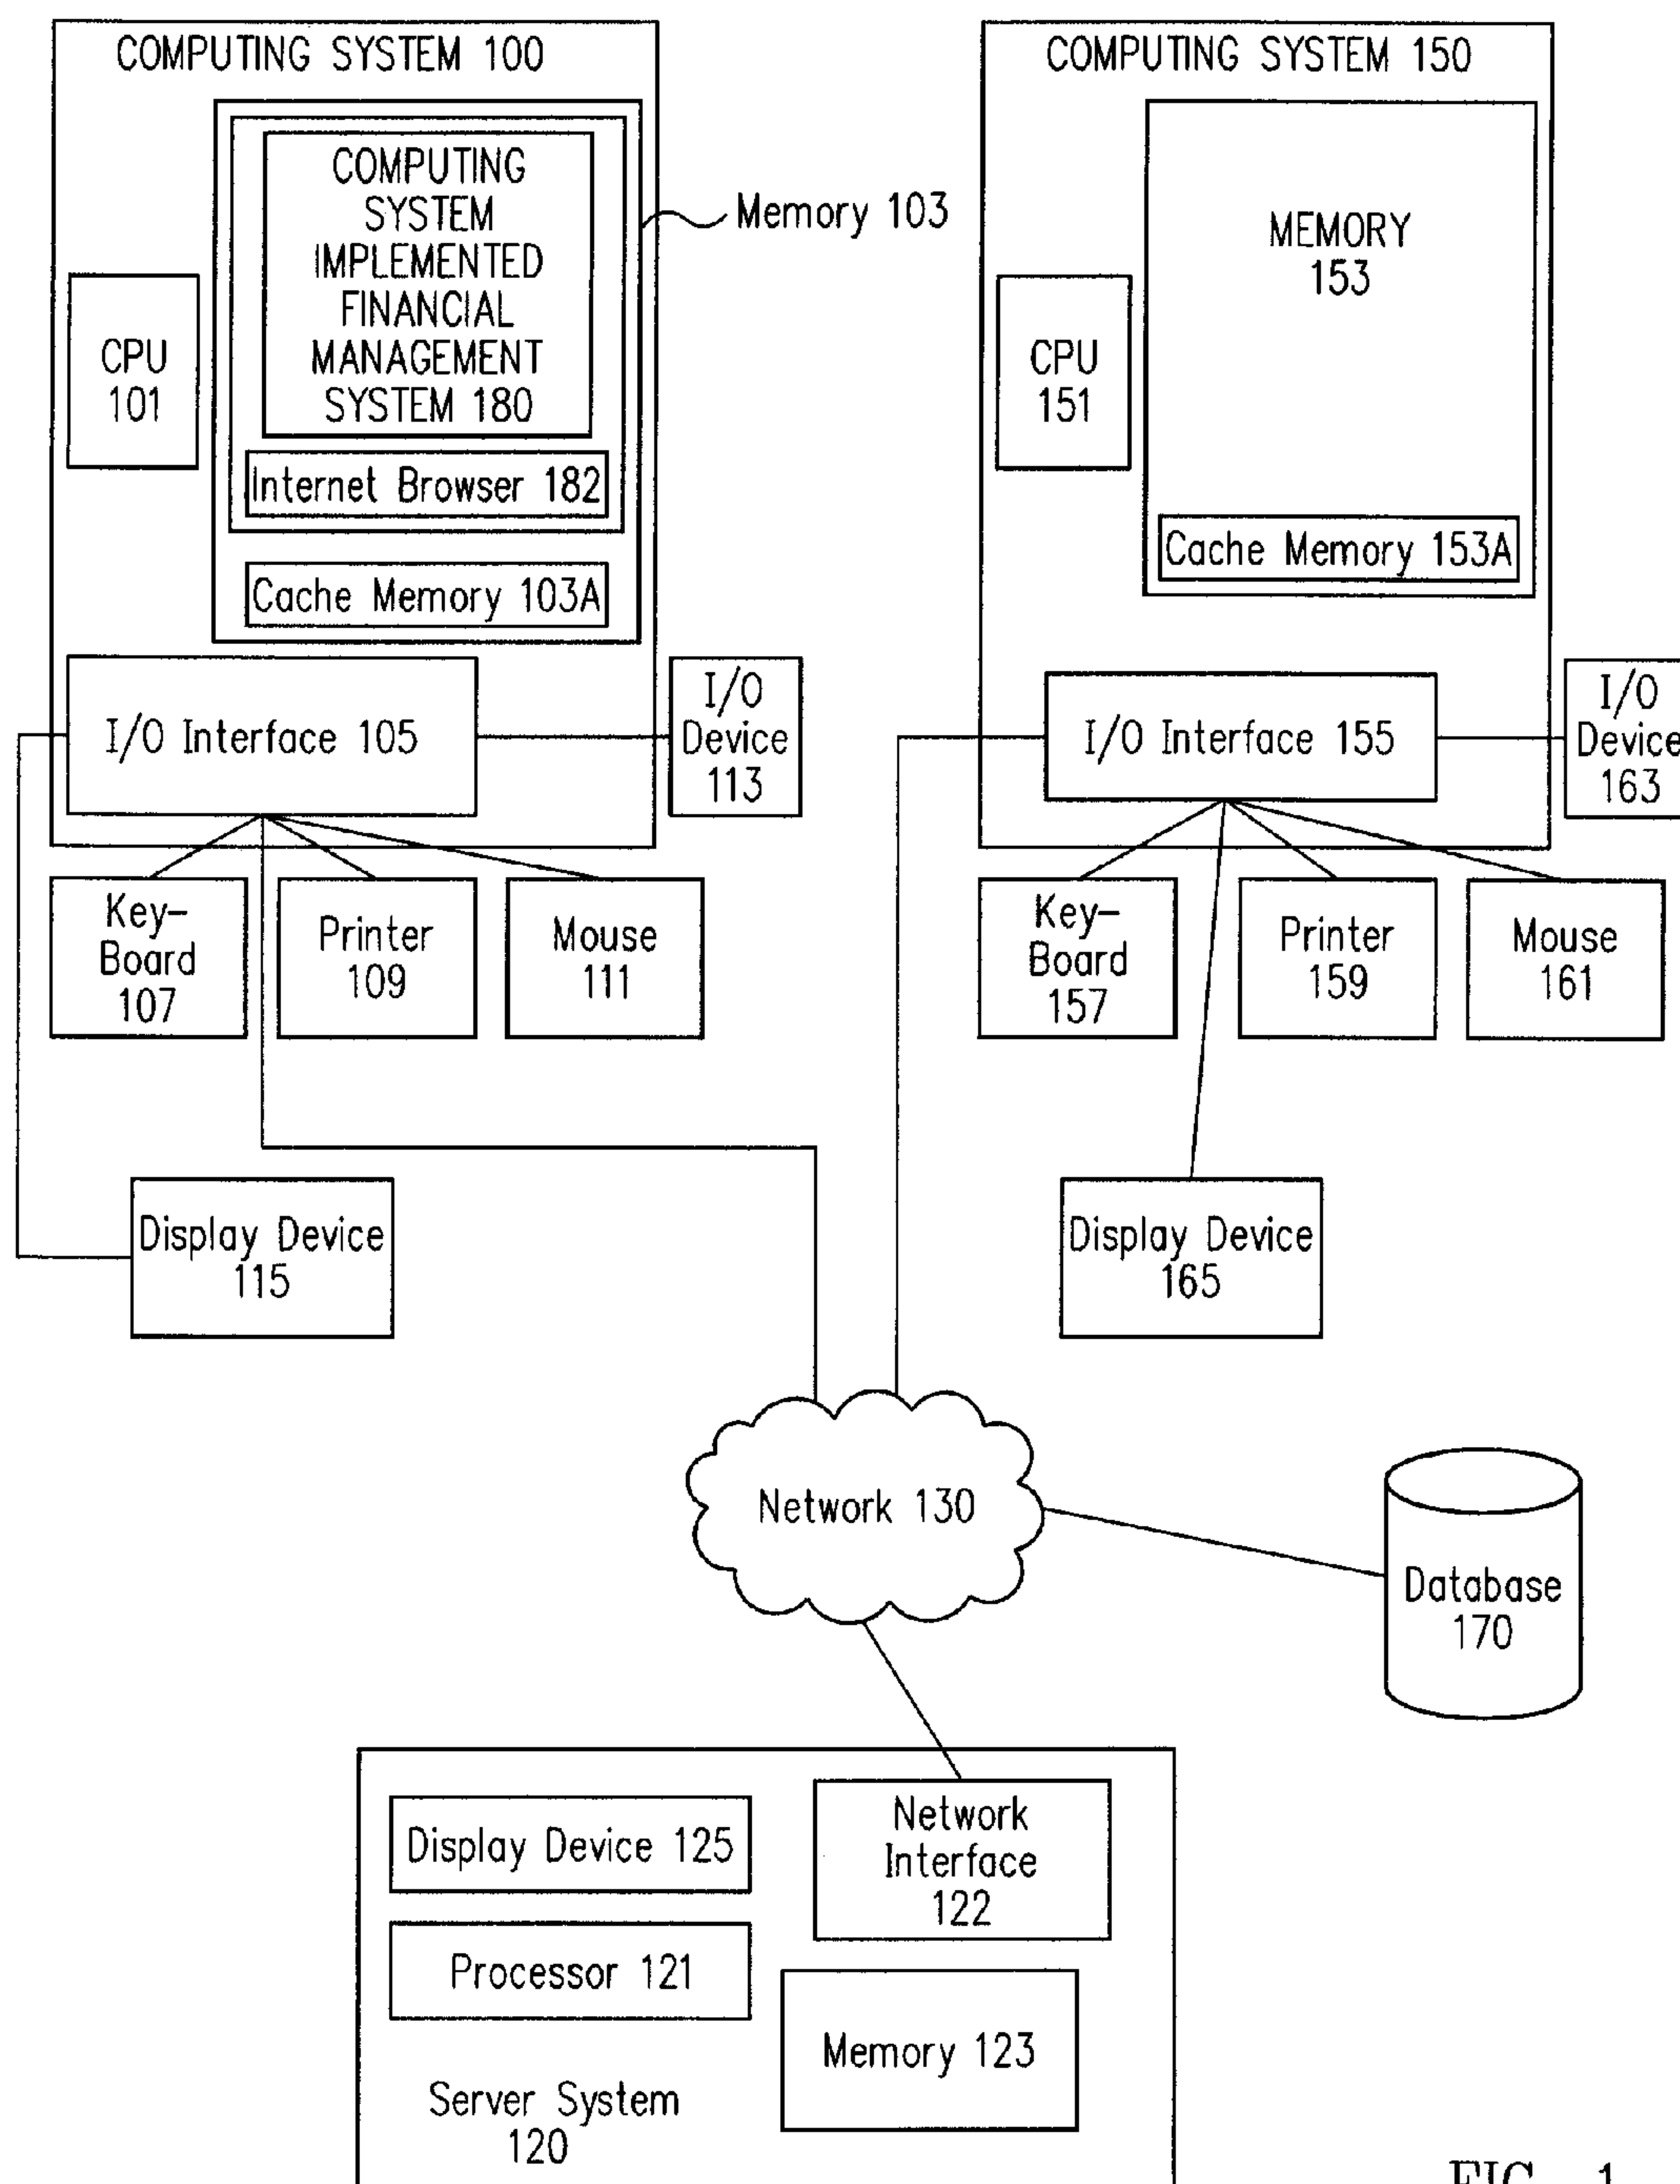 COMPUTING SYSTEM 100
COMPUTING
SYSTEM
IMPLEMENTED
FINANCIAL
MANAGEMENT
SYSTEM 180
Memory 103
CPU
101
Internet Browser 182
Cache Memory 103A
I/O Interface 105
I/O
Device
113
Key-
Board
107
Printer
109
Mouse
111
Display Device
115
COMPUTING SYSTEM 150
MEMORY
153
CPU
151
Cache Memory 153A
I/O Interface 155
I/O
Device
163
Key-
Board
157
Printer
159
Mouse
161
Display Device
165
Network 130
Database
170
Display Device 125
Network
Interface
122
Processor 121
Memory 123
Server System
120
FIG. 1